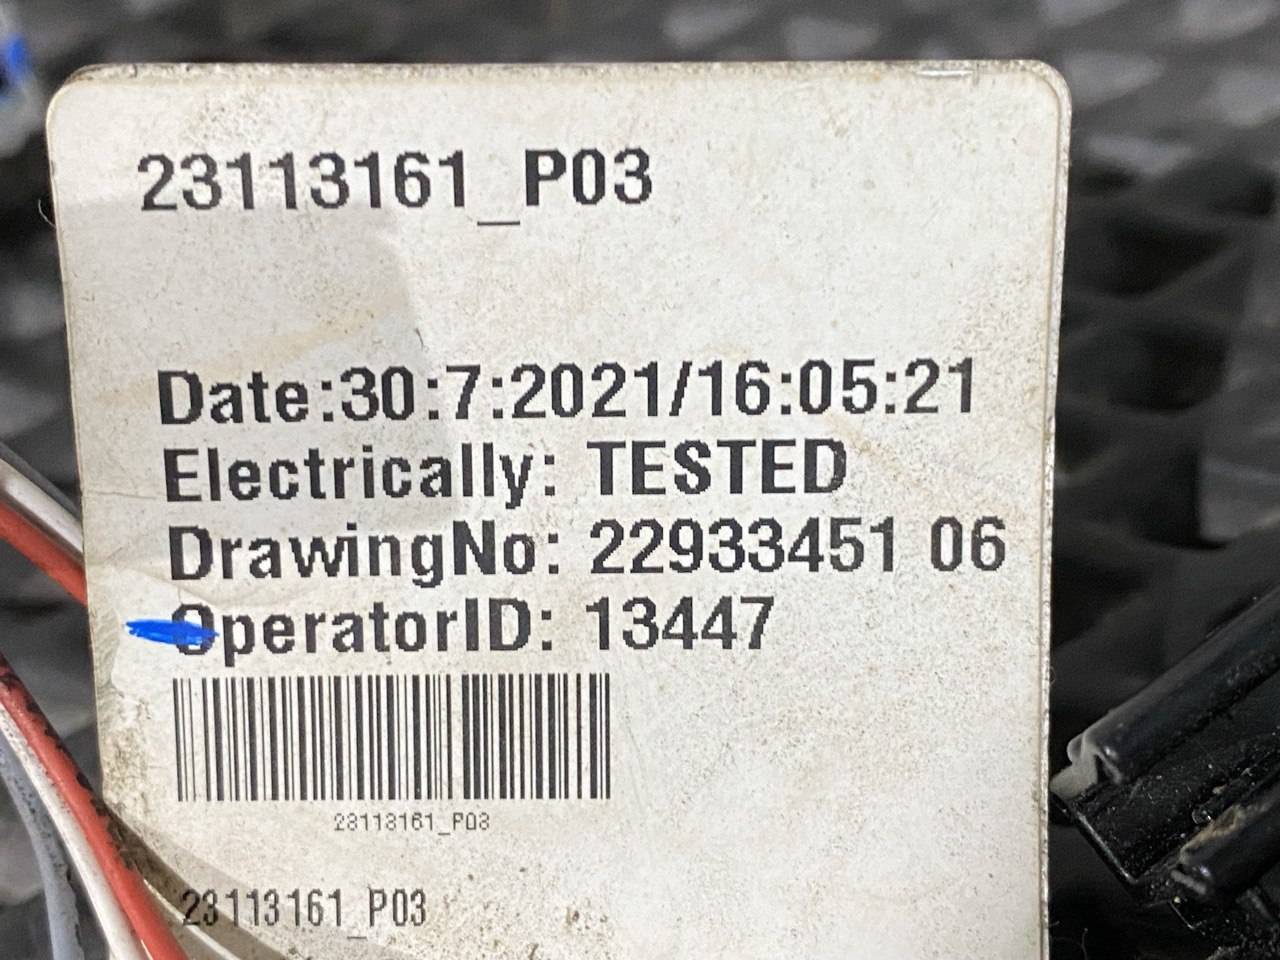 23113161_P03
Date:30:7:2021/16:05:21
Electrically: TESTED
DrawingNo: 22933451 06
OperatorID: 13447
23113161_P03
23113161_P03